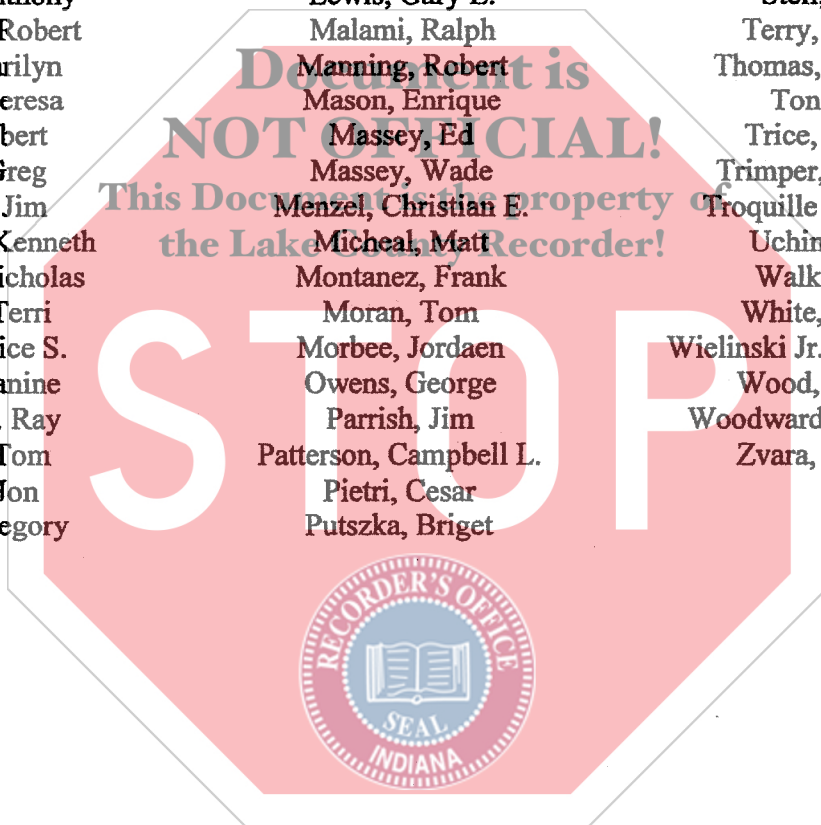 Robert
rilyn
eresa
bert
Greg
Jim
Kenneth
icholas
Terri
ice S.
anine
Ray
Tom
Jon
egory
Lewis, Gary
Malami, Ralph
Manning, Robert
Mason, Enrique
Massey, Ed
Massey, Wade
Menzel, Christian E.
Micheal, Matt
Montanez, Frank
Moran, Tom
Morbee, Jordaen
Owens, George
Parrish, Jim
Patterson, Campbell L.
Pietri, Cesar
Putszka, Briget
Terry,
Thomas,
Ton
Trice,
Trimper,
Troquille
Uchin
Walk
White,
Wielinski Jr.
Wood,
Woodward
Zvara,
Document is
NOT OFFICIAL!
This Document is the property of
the Lake County Recorder!
STOP
RECORDER'S OFFICE
SEAL
INDIANA